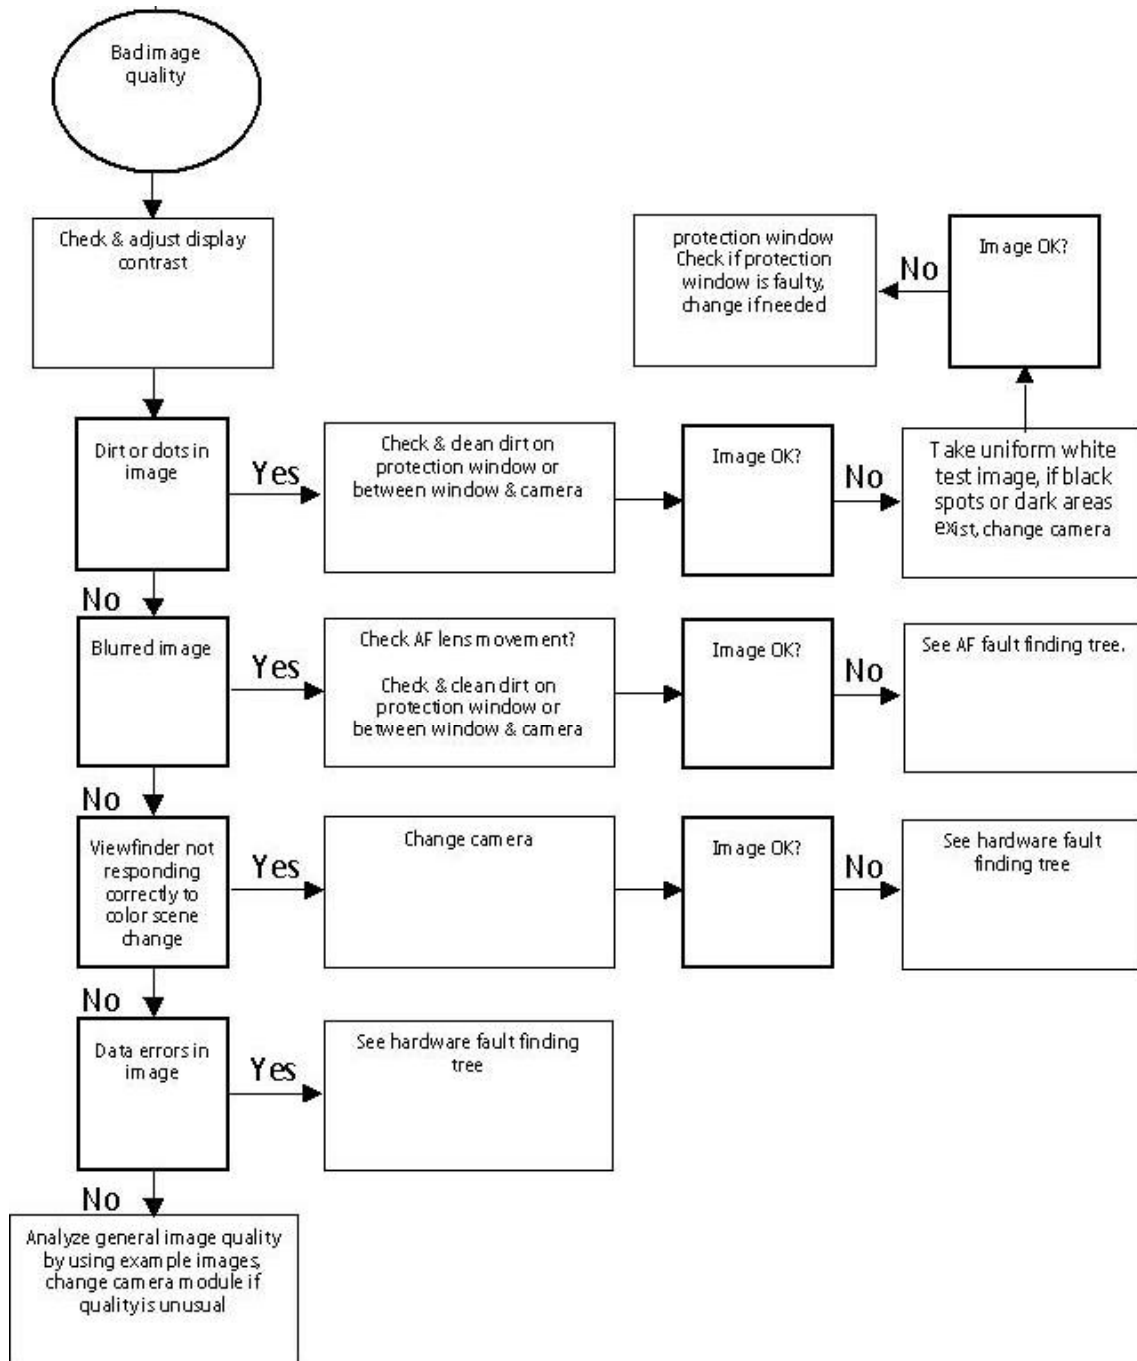 Bad image
quality
Check & adjust display
contrast
protection window
Check if protection
window is faulty,
change if needed
No
Image OK?
Dirt or dots in
image
Yes
Check & clean dirt on
protection window or
between window & camera
Image OK?
No
Take uniform white
test image, if black
spots or dark areas
exist, change camera
No
Blurred image
Yes
Check AF lens movement?
Check & clean dirt on
protection window or
between window & camera
Image OK?
No
See AF fault finding tree.
No
Viewfinder not
responding
correctly to
color scene
change
Yes
Change camera
Image OK?
No
See hardware fault
finding tree
No
Data errors in
image
Yes
See hardware fault finding
tree
No
Analyze general image quality
by using example images,
change camera module if
quality is unusual